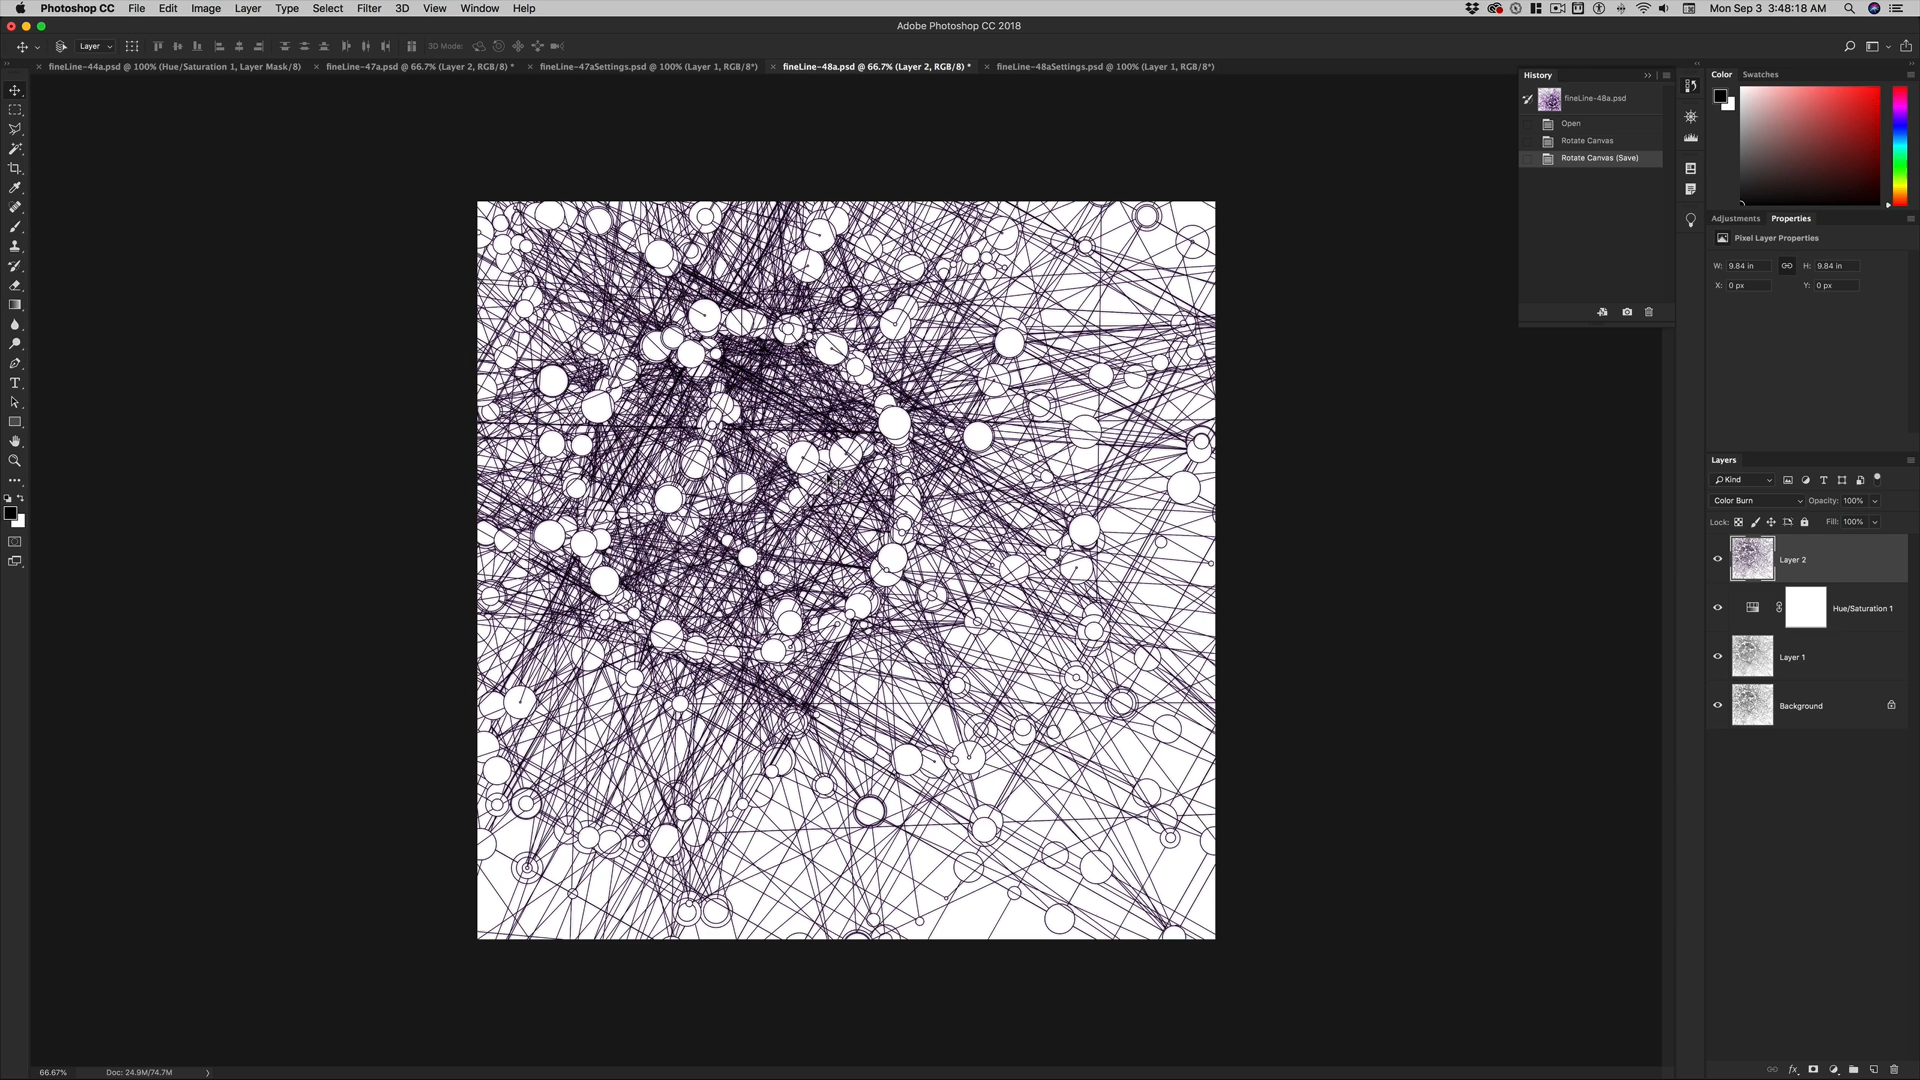 Photoshop CC File Edit Image Layer Type Select Filter 3D View Window Help Mon Sep 3 3:48:18 AM
Adobe Photoshop CC 2018
Layer 3D Mode:
fineLine-44a.psd @ 100% (Hue/Saturation 1, Layer Mask/8) fineLine-47a.psd @ 66.7% (Layer 2, RGB/8) * fineLine-47aSettings.psd @ 100% (Layer 1, RGB/8*) fineLine-48a.psd @ 66.7% (Layer 2, RGB/8) * fineLine-48aSettings.psd @ 100% (Layer 1, RGB/8*)
History
fineLine-48a.psd
Open
Rotate Canvas
Rotate Canvas (Save)
Color Swatches
Adjustments Properties
Pixel Layer Properties
W: 9.84 in H: 9.84 in
X: 0 px Y: 0 px
Layers
Kind
Color Burn Opacity: 100%
Lock: Fill: 100%
Layer 2
Hue/Saturation 1
Layer 1
Background
66.67% Doc: 24.9M/74.7M